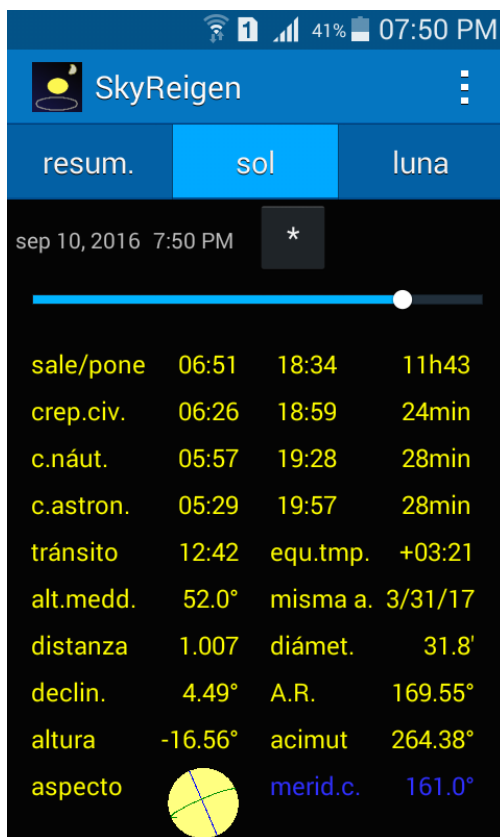 1 41% 07:50 PM
SkyReigen
resum. sol luna
sep 10, 2016 7:50 PM *
sale/pone 06:51 18:34 11h43
crep.civ. 06:26 18:59 24min
c.náut. 05:57 19:28 28min
c.astron. 05:29 19:57 28min
tránsito 12:42 equ.tmp. +03:21
alt.medd. 52.0° misma a. 3/31/17
distanza 1.007 diámet. 31.8'
declin. 4.49° A.R. 169.55°
altura -16.56° acimut 264.38°
aspecto merid.c. 161.0°